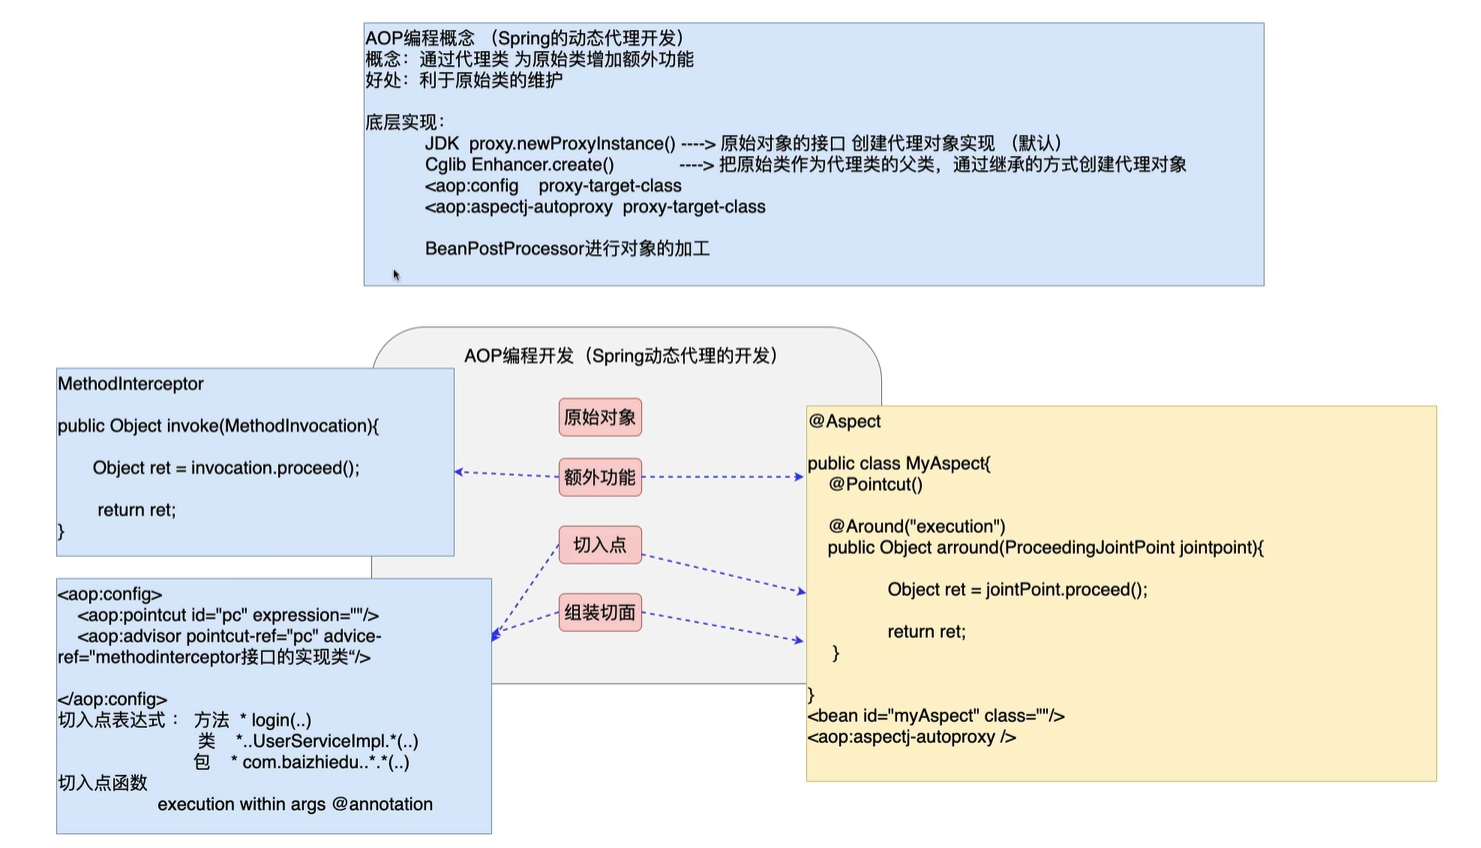 AOP编程概念 （Spring的动态代理开发）
概念：通过代理类 为原始类增加额外功能
好处：利于原始类的维护
底层实现：
JDK proxy.newProxyInstance() ----> 原始对象的接口 创建代理对象实现 （默认）
Cglib Enhancer.create() ----> 把原始类作为代理类的父类，通过继承的方式创建代理对象
<aop:config proxy-target-class
<aop:aspectj-autoproxy proxy-target-class
BeanPostProcessor进行对象的加工
AOP编程开发（Spring动态代理的开发）
原始对象
额外功能
切入点
组装切面
MethodInterceptor
public Object invoke(MethodInvocation){
Object ret = invocation.proceed();
return ret;
}
<aop:config>
<aop:pointcut id="pc" expression=""/>
<aop:advisor pointcut-ref="pc" advice-
ref="methodinterceptor接口的实现类“/>
</aop:config>
切入点表达式： 方法 * login(..)
类 *..UserServiceImpl.*(..)
包 * com.baizhiedu..*.*(..)
切入点函数
execution within args @annotation
@Aspect
public class MyAspect{
@Pointcut()
@Around("execution")
public Object arround(ProceedingJointPoint jointpoint){
Object ret = jointPoint.proceed();
return ret;
}
}
<bean id="myAspect" class=""/>
<aop:aspectj-autoproxy />